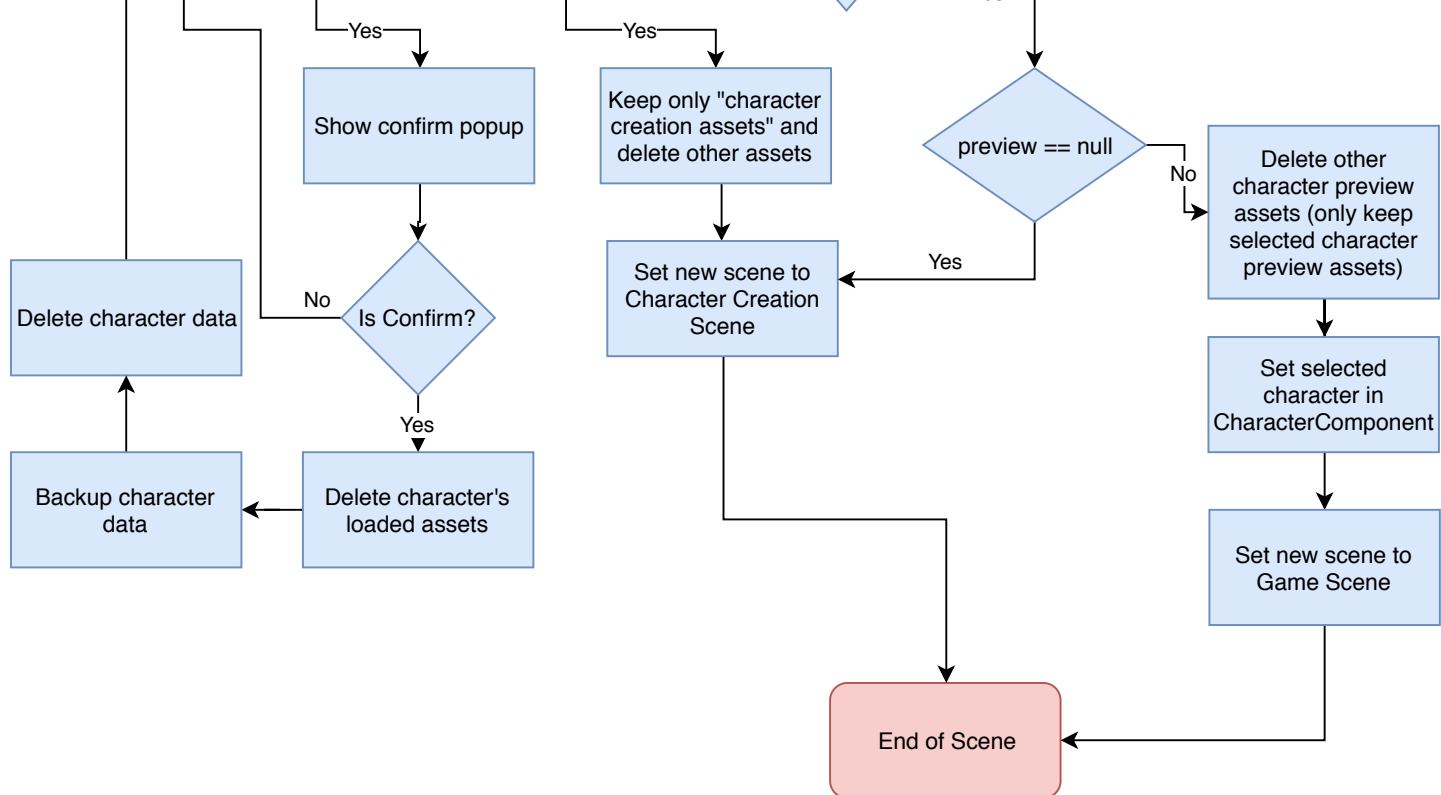 Yes
Yes
Show confirm popup
Keep only "character
creation assets" and
delete other assets
preview == null
No
Delete other
character preview
assets (only keep
selected character
preview assets)
Delete character data
No
Is Confirm?
Set new scene to
Character Creation
Scene
Yes
Set selected
character in
CharacterComponent
Yes
Backup character
data
Delete character's
loaded assets
Set new scene to
Game Scene
End of Scene